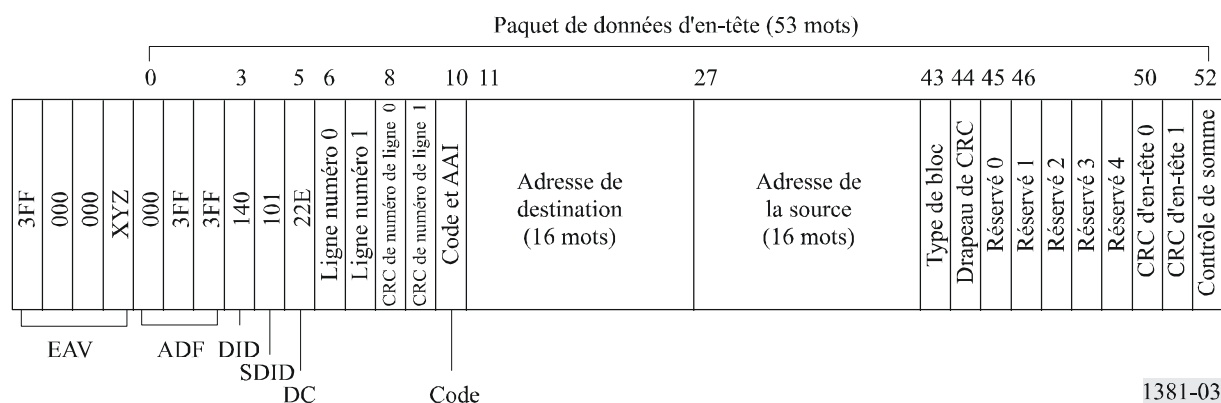 Paquet de données d'en-tête (53 mots)
0 3 5 6 8 10 11 27 43 44 45 46 50 52
3FF
000
000
XYZ
000
3FF
3FF
140
101
22E
Ligne numéro 0
Ligne numéro 1
CRC de numéro de ligne 0
CRC de numéro de ligne 1
Code et AAI
Adresse de
destination
(16 mots)
Adresse de
la source
(16 mots)
Type de bloc
Drapeau de CRC
Réservé 0
Réservé 1
Réservé 2
Réservé 3
Réservé 4
CRC d'en-tête 0
CRC d'en-tête 1
Contrôle de somme
EAV
ADF
DID
SDID
DC
Code
1381-03